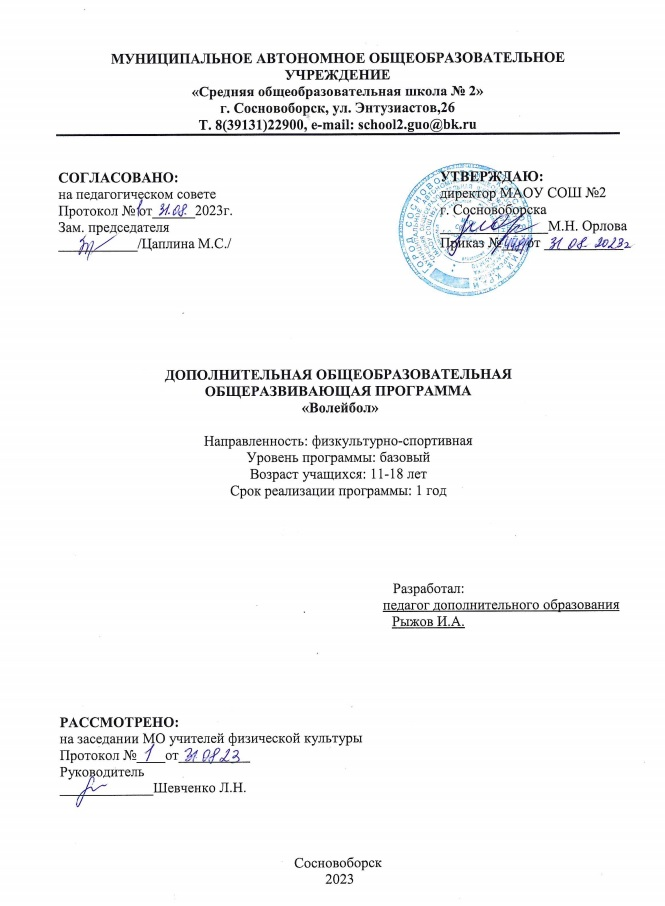 МУНИЦИПАЛЬНОЕ АВТОНОМНОЕ ОБЩЕОБРАЗОВАТЕЛЬНОЕ
УЧРЕЖДЕНИЕ
«Средняя общеобразовательная школа № 2»
г. Сосновоборск, ул. Энтузиастов,26
Т. 8(39131)22900, e-mail: school2.guo@bk.ru
СОГЛАСОВАНО:
на педагогическом совете
Протокол №1 от 31.08 2023г.
Зам. председателя
/Цаплина М.С./
УТВЕРЖДАЮ:
директор МАОУ СОШ №2
г. Сосновоборска
М.Н. Орлова
Приказ № от 31 08 2023г
ДОПОЛНИТЕЛЬНАЯ ОБЩЕОБРАЗОВАТЕЛЬНАЯ
ОБЩЕРАЗВИВАЮЩАЯ ПРОГРАММА
«Волейбол»
Направленность: физкультурно-спортивная
Уровень программы: базовый
Возраст учащихся: 11-18 лет
Срок реализации программы: 1 год
Разработал:
педагог дополнительного образования
Рыжов И.А.
РАССМОТРЕНО:
на заседании МО учителей физической культуры
Протокол № 1 от 31 08 23
Руководитель
Шевченко Л.Н.
Сосновоборск
2023